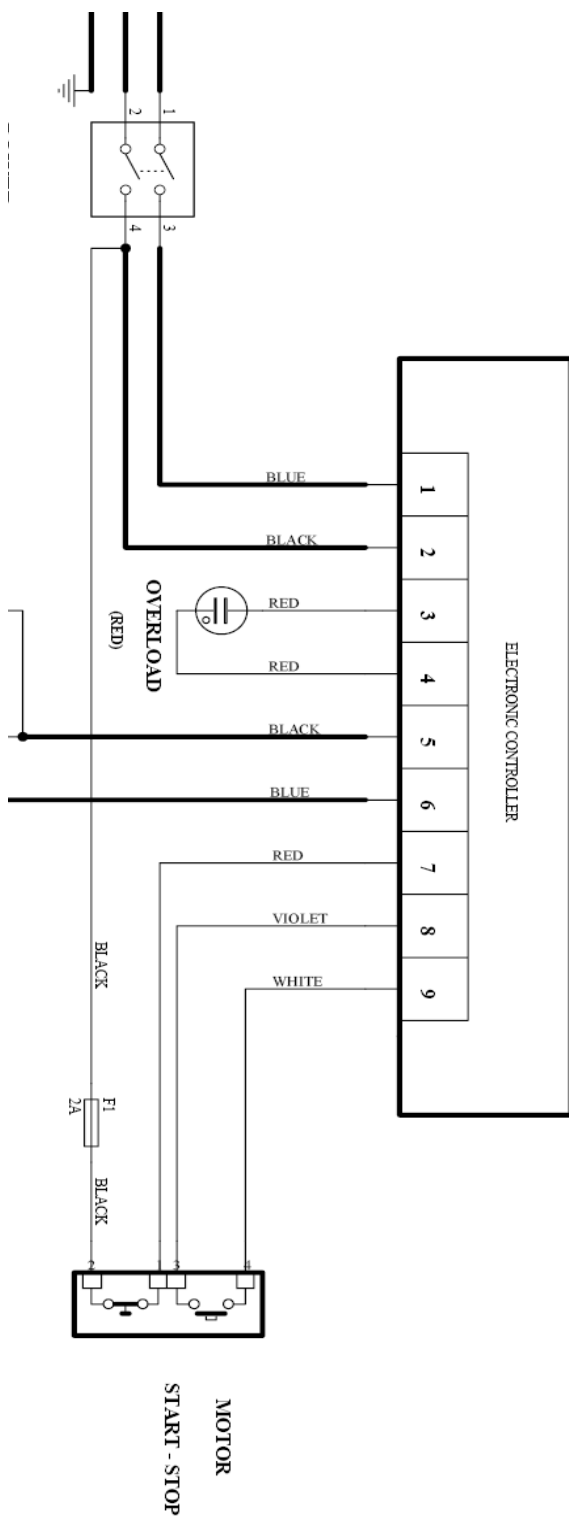 2
1
4
3
BLUE
1
BLACK
2
OVERLOAD
(RED)
RED
3
RED
4
BLACK
5
BLUE
6
ELECTRONIC CONTROLLER
RED
7
VIOLET
8
WHITE
9
BLACK
F1
2A
BLACK
2
1
3
4
MOTOR
START - STOP